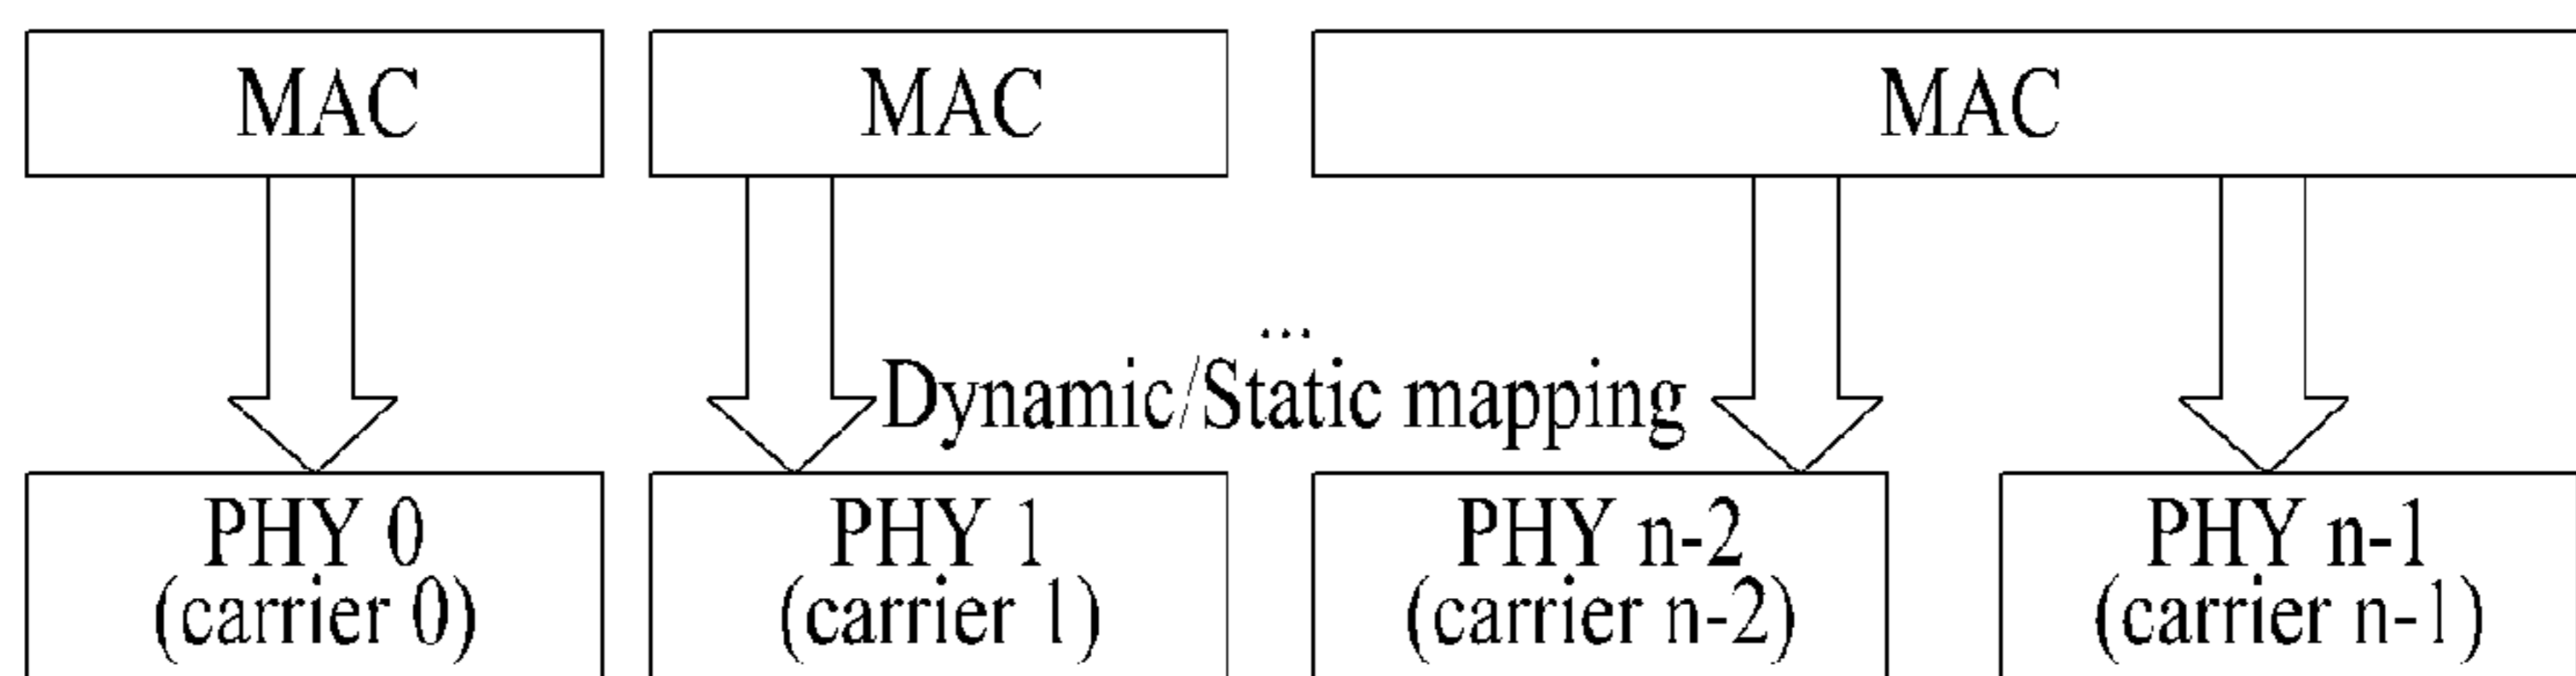 MAC MAC MAC
...
Dynamic/Static mapping
PHY 0 PHY 1 PHY n-2 PHY n-1
(carrier 0) (carrier 1) (carrier n-2) (carrier n-1)